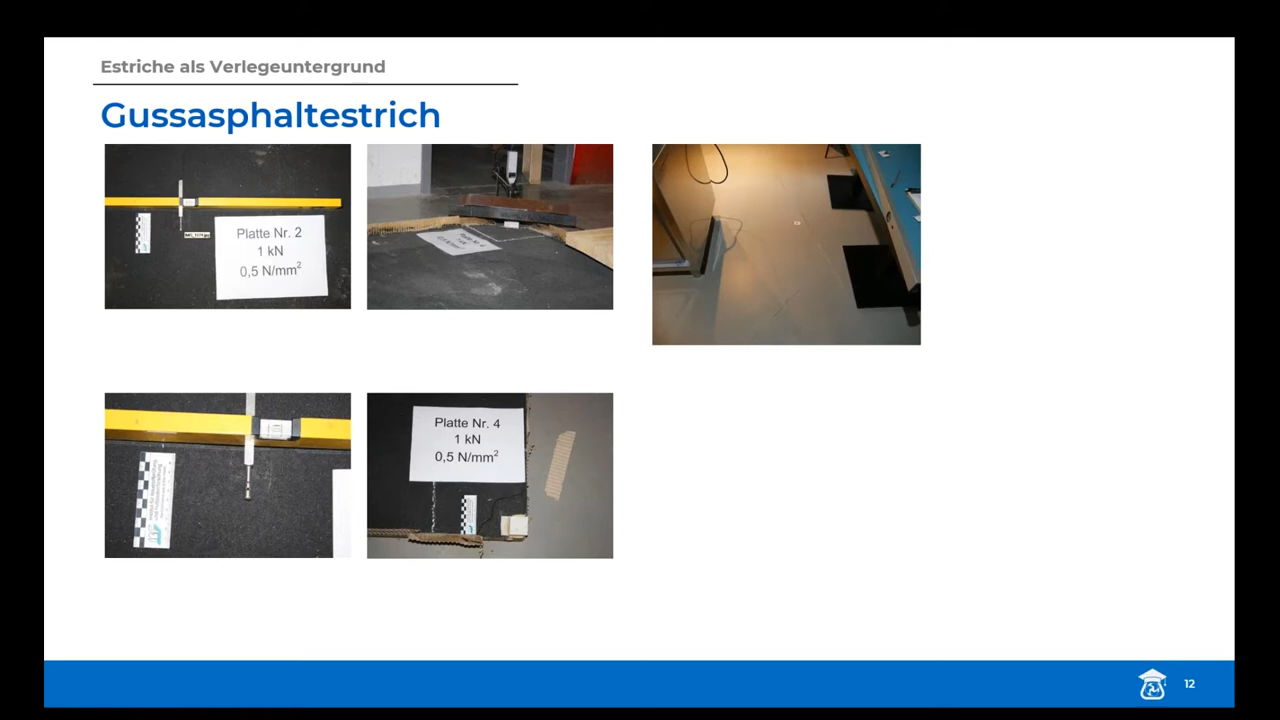 Estriche als Verlegeuntergrund
Gussasphaltestrich
Platte Nr. 2
1 kN
0,5 N/mm²
Platte Nr. 4
1 kN
0,5 N/mm²
12